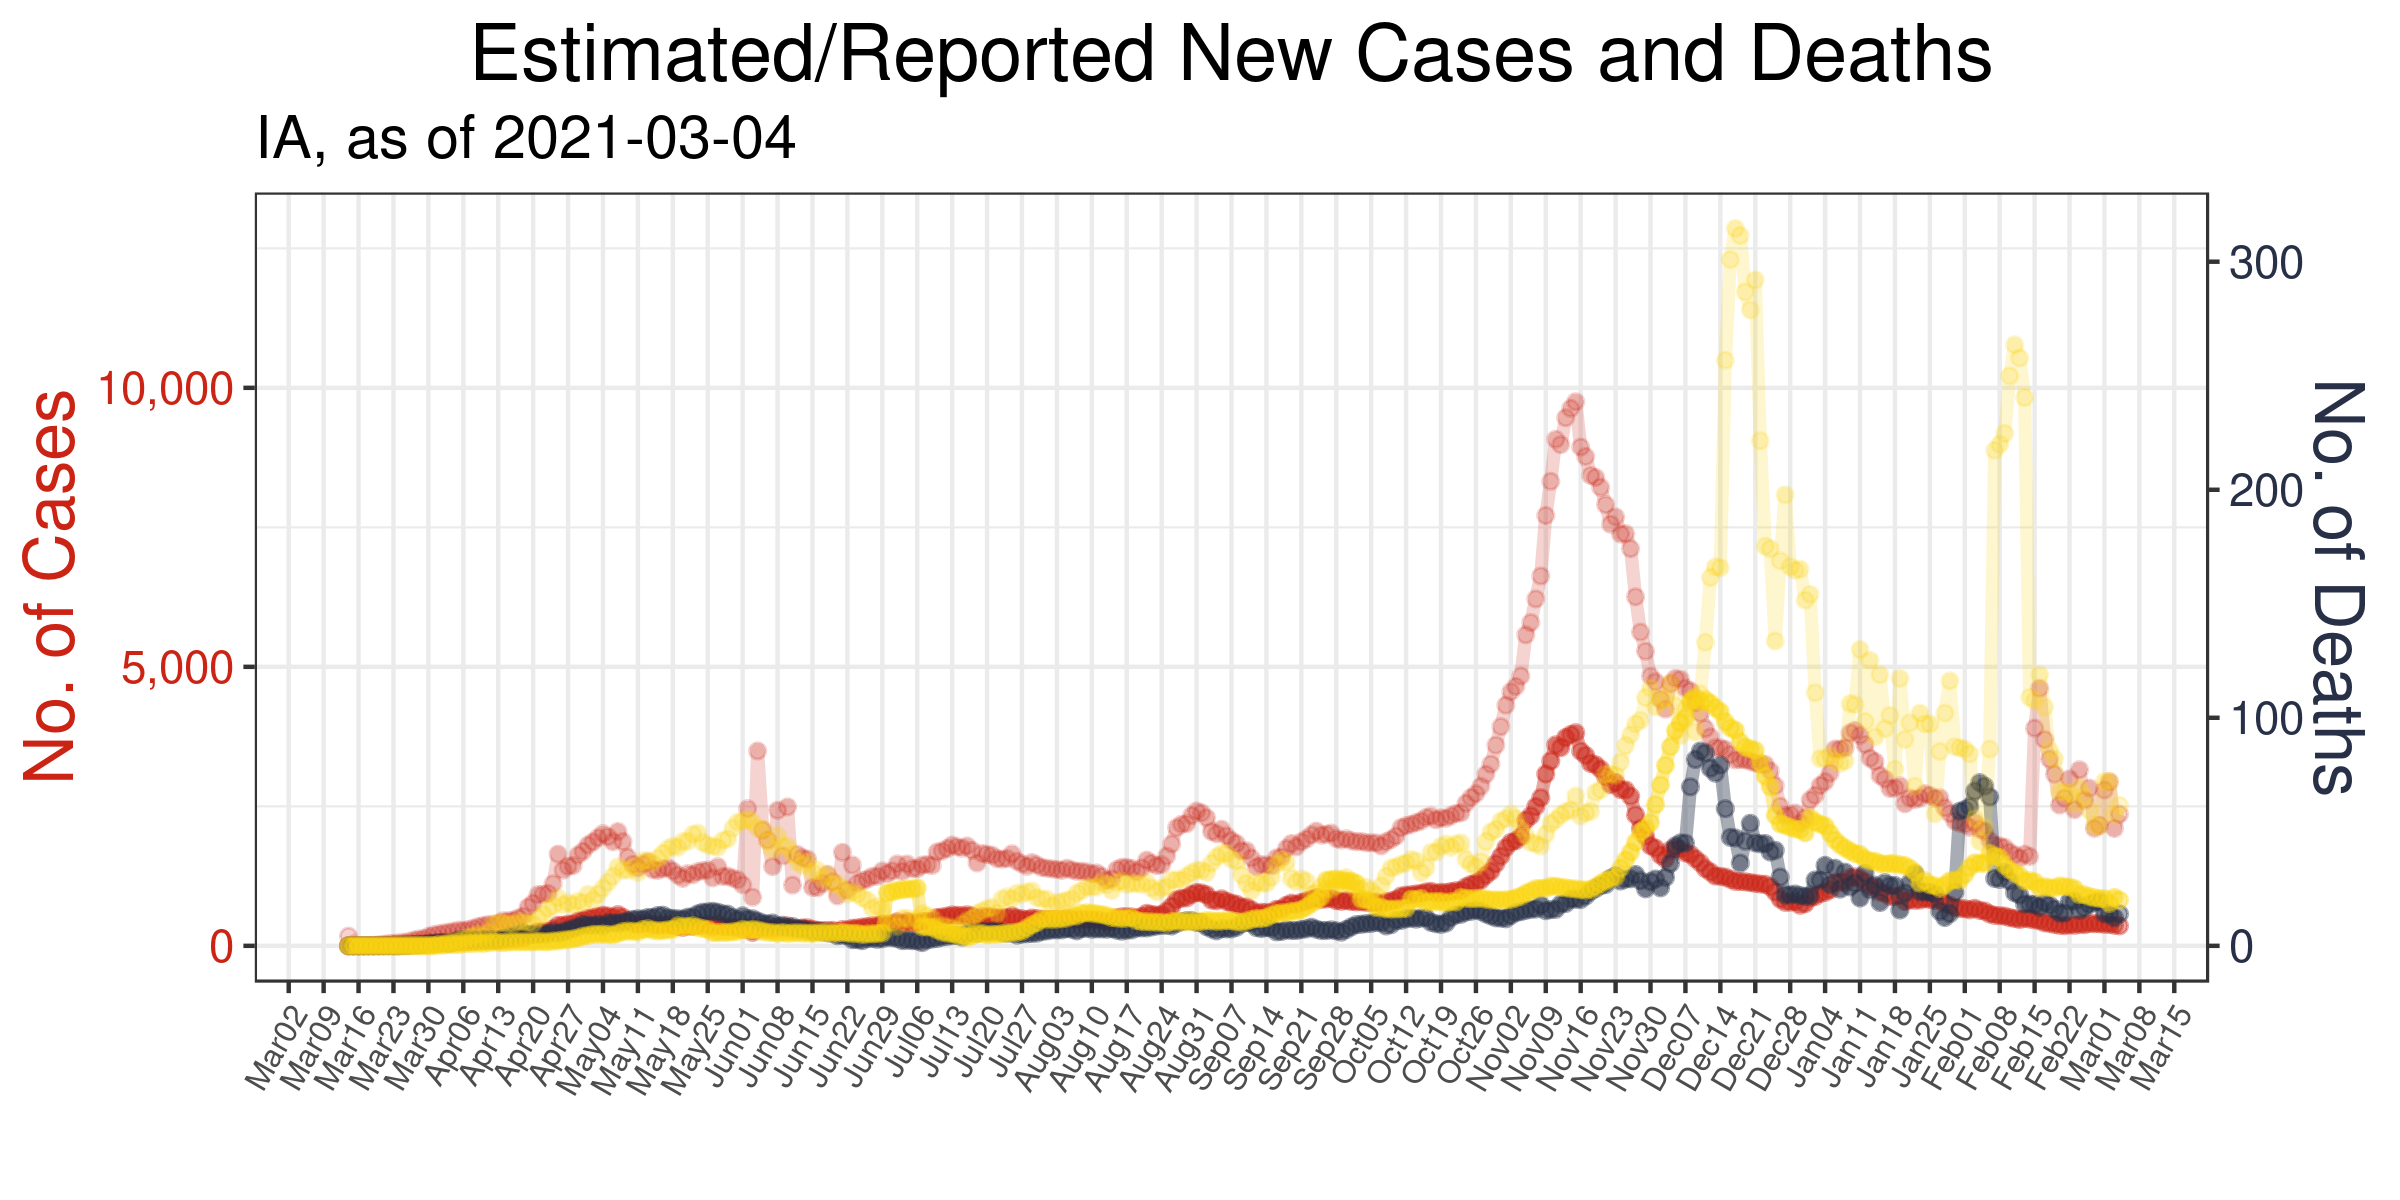 Estimated/Reported New Cases and Deaths
IA, as of 2021-03-04
No. of Cases
10,000
5,000
0
300
200
100
0
No. of Deaths
Mar02
Mar09
Mar16
Mar23
Mar30
Apr06
Apr13
Apr20
Apr27
May04
May11
May18
May25
Jun01
Jun08
Jun15
Jun22
Jun29
Jul06
Jul13
Jul20
Jul27
Aug03
Aug10
Aug17
Aug24
Aug31
Sep07
Sep14
Sep21
Sep28
Oct05
Oct12
Oct19
Oct26
Nov02
Nov09
Nov16
Nov23
Nov30
Dec07
Dec14
Dec21
Dec28
Jan04
Jan11
Jan18
Jan25
Feb01
Feb08
Feb15
Feb22
Mar01
Mar08
Mar15